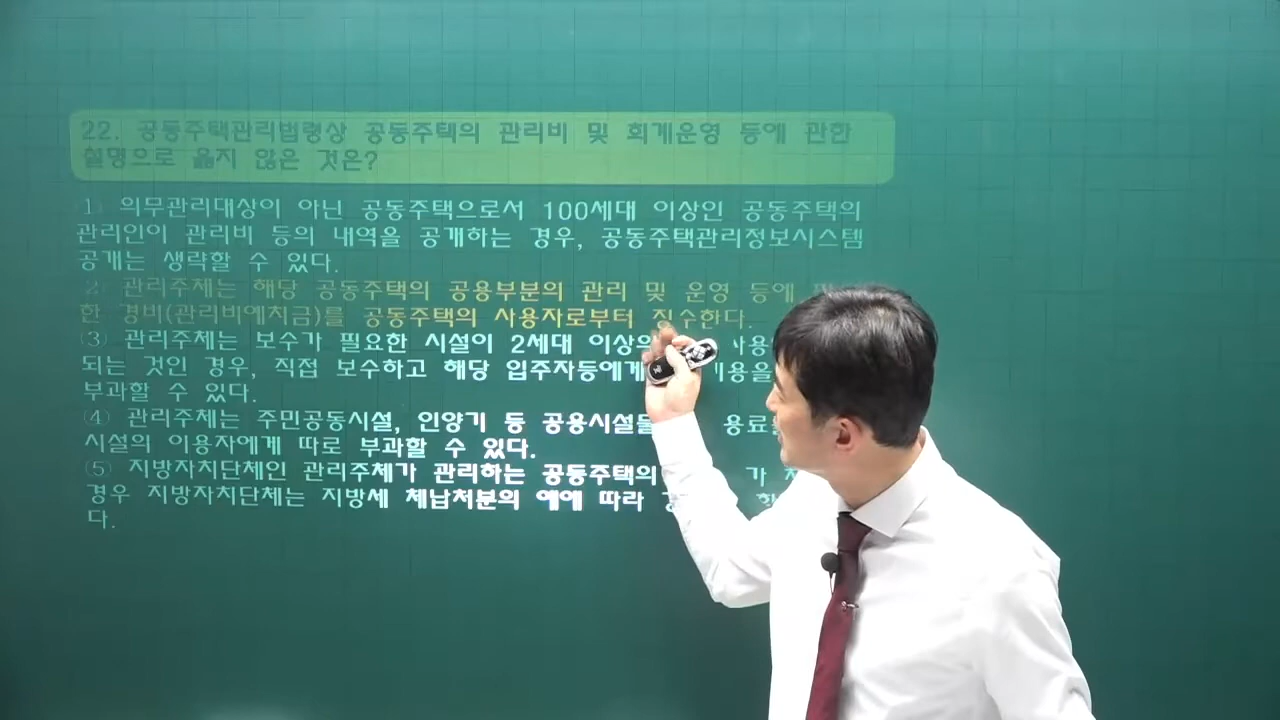 22. 공동주택관리법령상 공동주택의 관리비 및 회계운영 등에 관한
설명으로 옳지 않은 것은?
(1) 의무관리대상이 아닌 공동주택으로서 100세대 이상인 공동주택의
관리인이 관리비 등의 내역을 공개하는 경우, 공동주택관리정보시스템
공개는 생략할 수 있다.
(2) 관리주체는 해당 공동주택의 공용부분의 관리 및 운영 등에
한 경비(관리비예치금)를 공동주택의 사용자로부터 징수한다.
(3) 관리주체는 보수가 필요한 시설이 2세대 이상의
되는 것인 경우, 직접 보수하고 해당 입주자등에게
부과할 수 있다.
(4) 관리주체는 주민공동시설, 인양기 등 공용시설물
시설의 이용자에게 따로 부과할 수 있다.
(5) 지방자치단체인 관리주체가 관리하는 공동주택의 가
경우 지방자치단체는 지방세 체납처분의 예에 따라
다.